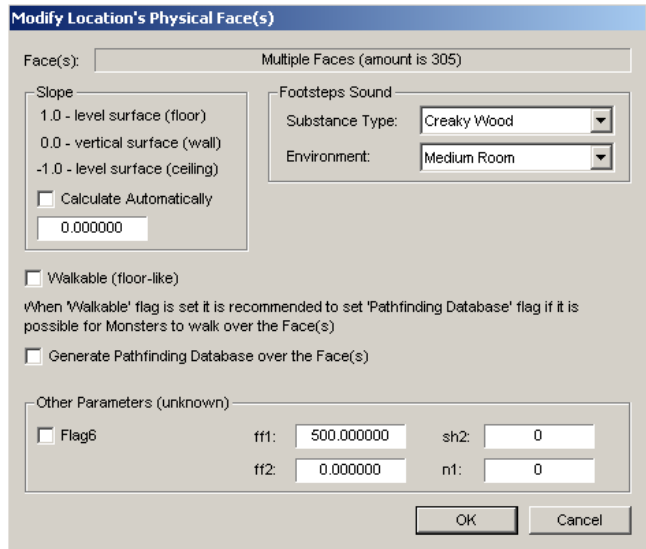 Modify Location's Physical Face(s)
Face(s): Multiple Faces (amount is 305)
Slope
1.0 - level surface (floor)
0.0 - vertical surface (wall)
-1.0 - level surface (ceiling)
Calculate Automatically
0.000000
Footsteps Sound
Substance Type: Creaky Wood
Environment: Medium Room
Walkable (floor-like)
When 'Walkable' flag is set it is recommended to set 'Pathfinding Database' flag if it is
possible for Monsters to walk over the Face(s)
Generate Pathfinding Database over the Face(s)
Other Parameters (unknown)
Flag6 ff1: 500.000000 sh2: 0
ff2: 0.000000 n1: 0
OK Cancel